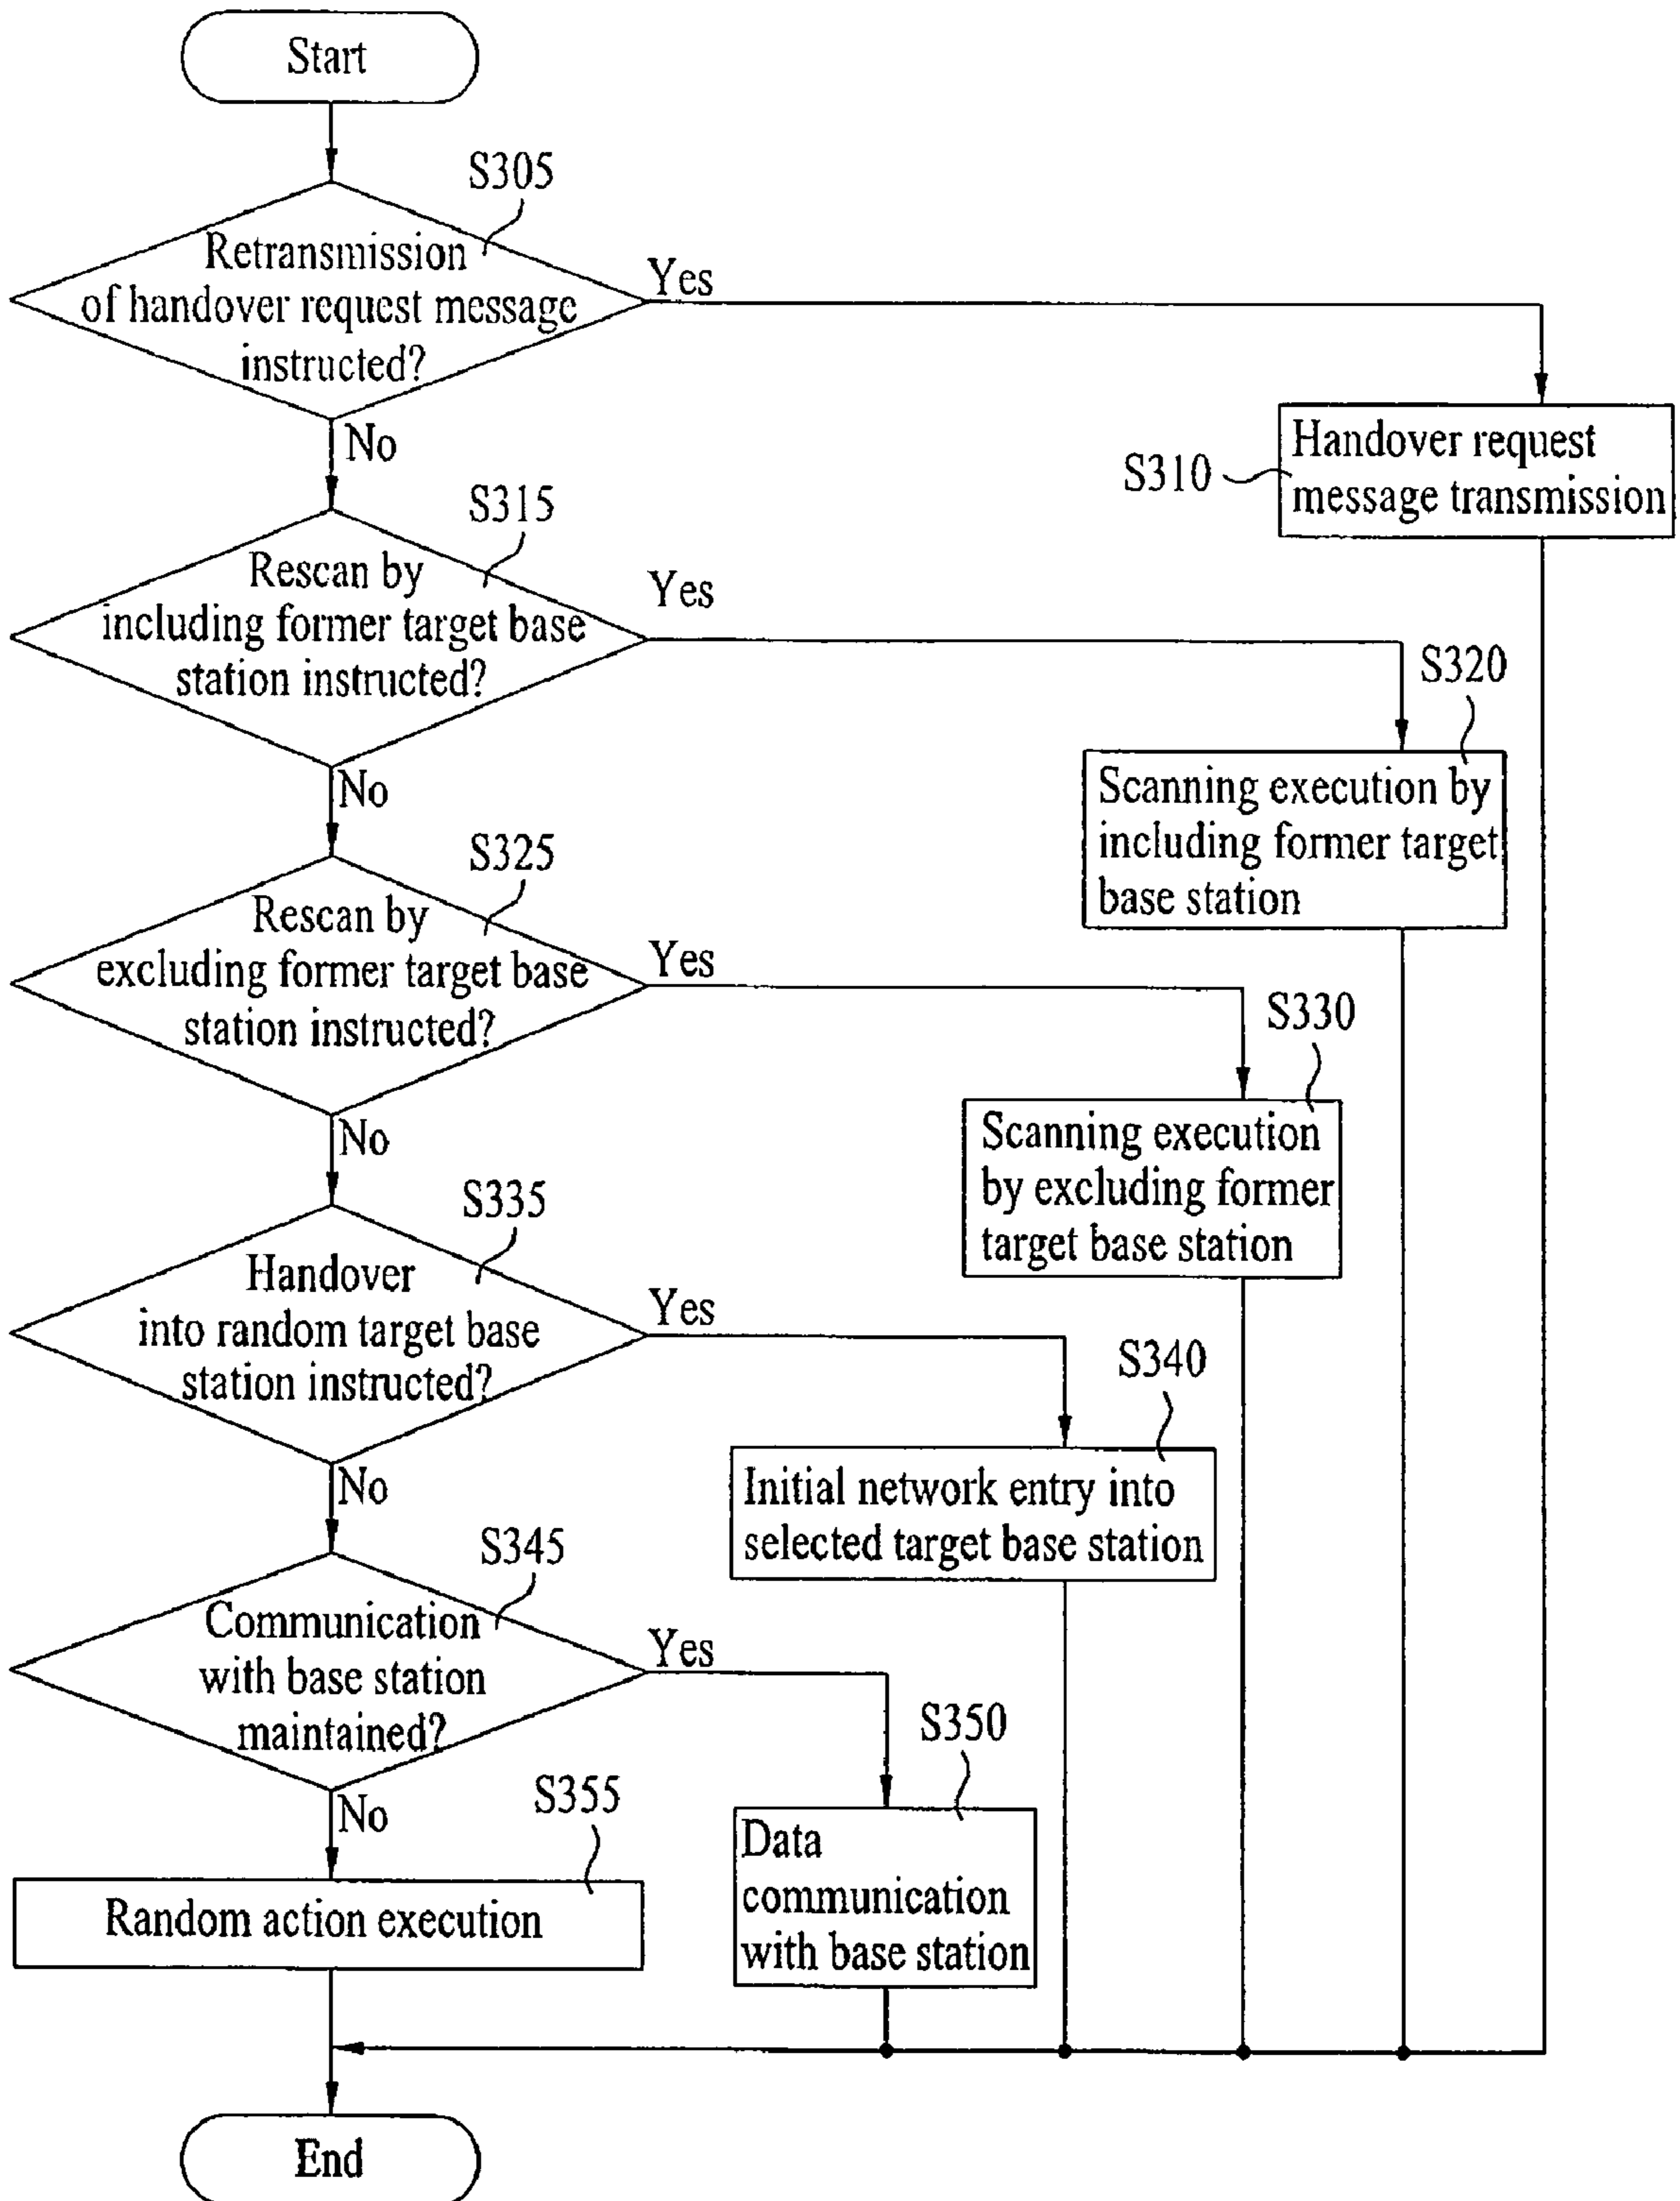 Start
S305
Retransmission
of handover request message
instructed?
Yes
No
S310
Handover request
message transmission
S315
Rescan by
including former target base
station instructed?
Yes
No
S320
Scanning execution by
including former target
base station
S325
Rescan by
excluding former target base
station instructed?
Yes
No
S330
Scanning execution
by excluding former
target base station
S335
Handover
into random target base
station instructed?
Yes
No
S340
Initial network entry into
selected target base station
S345
Communication
with base station
maintained?
Yes
No
S350
Data
communication
with base station
S355
Random action execution
End